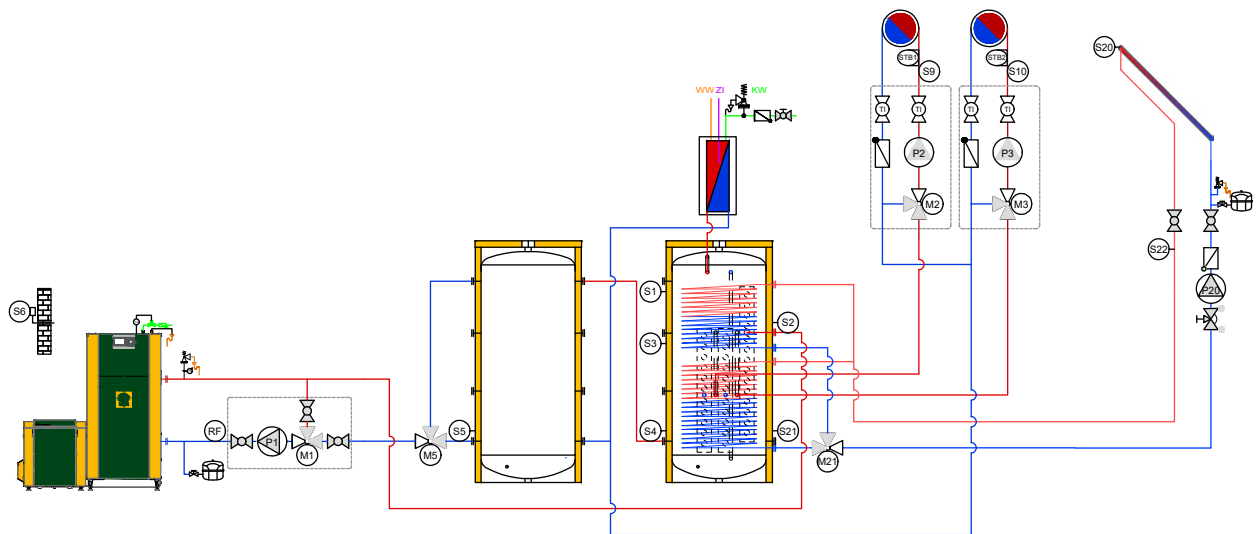 STB1
S9
STB2
S10
S20
WW ZI KW
TI
TI
TI
TI
P2
P3
M2
M3
S22
P20
S1
S2
S3
S6
RF
P1
M1
M5
S5
S4
S21
M21